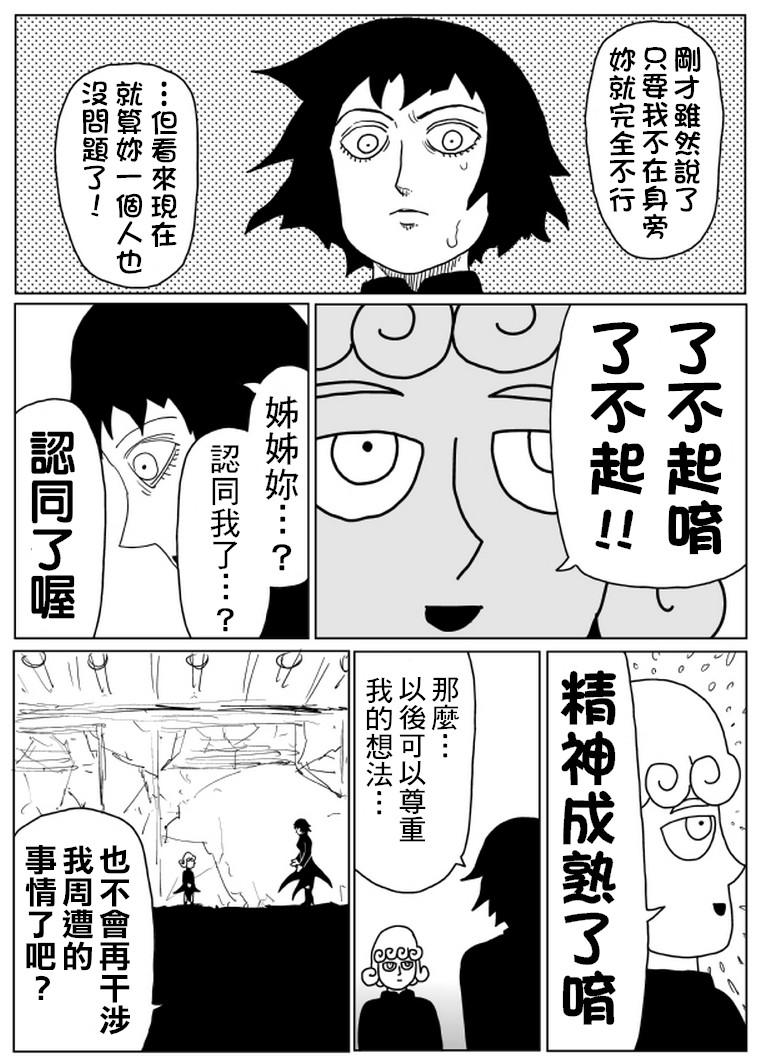 剛才雖然說了
只要我不在身旁
妳就完全不行
⋯但看來現在
就算妳一個人也
沒問題了！
了不起唷
了不起!!
姊姊妳⋯？
認同我了⋯？
認同了喔
精神成熟了唷
那麼⋯
以後可以尊重
我的想法⋯
也不會再干涉
我周遭的
事情了吧？